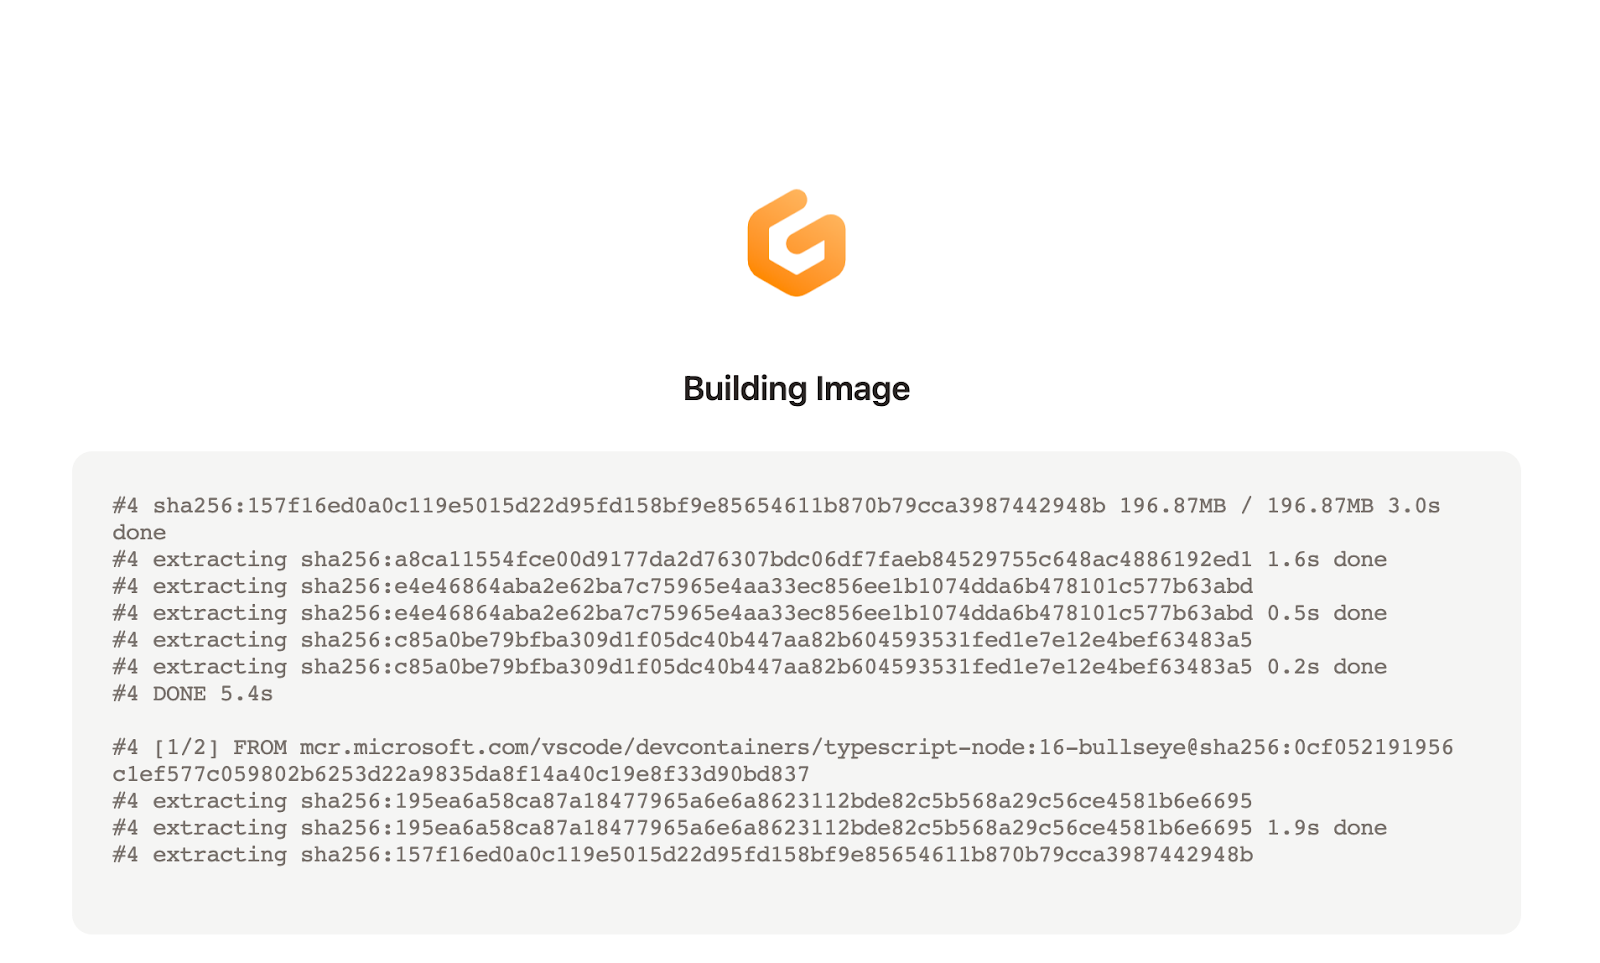 Building Image
#4 sha256:157f16ed0a0c119e5015d22d95fd158bf9e85654611b870b79cca3987442948b 196.87MB / 196.87MB 3.0s
done
#4 extracting sha256:a8ca11554fce00d9177da2d76307bdc06df7faeb84529755c648ac4886192ed1 1.6s done
#4 extracting sha256:e4e46864aba2e62ba7c75965e4aa33ec856ee1b1074dda6b478101c577b63abd
#4 extracting sha256:e4e46864aba2e62ba7c75965e4aa33ec856ee1b1074dda6b478101c577b63abd 0.5s done
#4 extracting sha256:c85a0be79bfba309d1f05dc40b447aa82b604593531fed1e7e12e4bef63483a5
#4 extracting sha256:c85a0be79bfba309d1f05dc40b447aa82b604593531fed1e7e12e4bef63483a5 0.2s done
#4 DONE 5.4s
#4 [1/2] FROM mcr.microsoft.com/vscode/devcontainers/typescript-node:16-bullseye@sha256:0cf052191956
c1ef577c059802b6253d22a9835da8f14a40c19e8f33d90bd837
#4 extracting sha256:195ea6a58ca87a18477965a6e6a8623112bde82c5b568a29c56ce4581b6e6695
#4 extracting sha256:195ea6a58ca87a18477965a6e6a8623112bde82c5b568a29c56ce4581b6e6695 1.9s done
#4 extracting sha256:157f16ed0a0c119e5015d22d95fd158bf9e85654611b870b79cca3987442948b